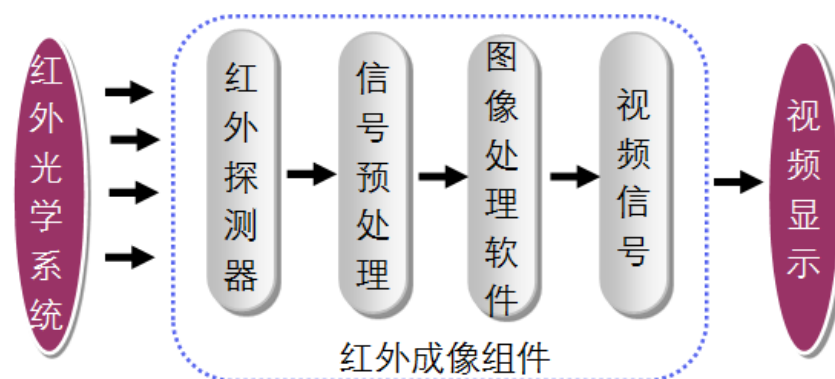 红外光学系统
红外探测器
信号预处理
图像处理软件
视频信号
视频显示
红外成像组件